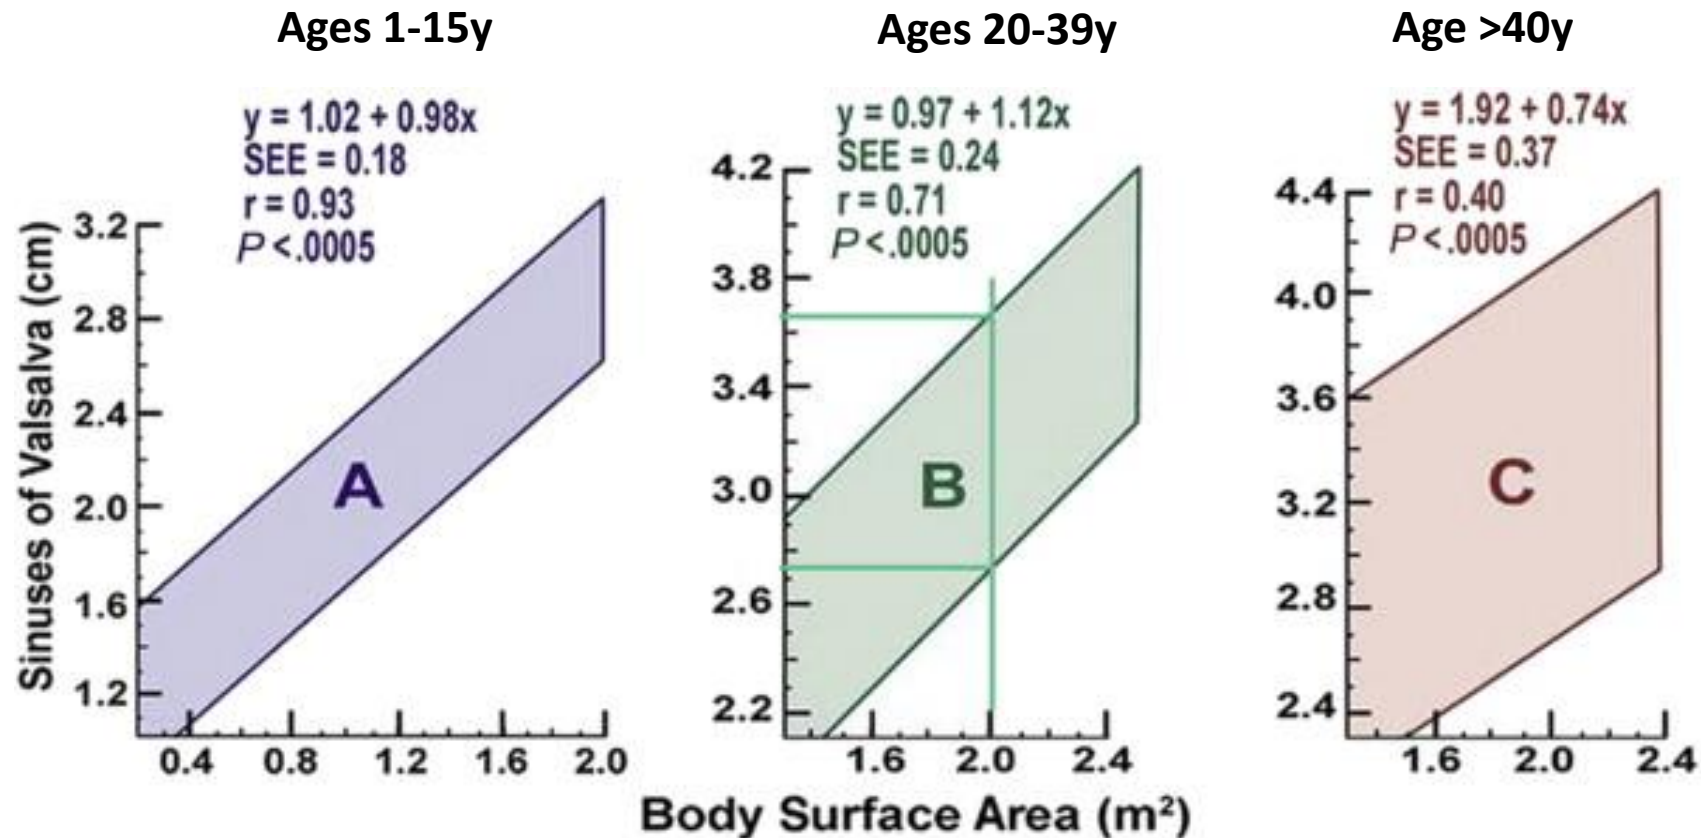 Ages 1-15y
Ages 20-39y
Age >40y
y = 1.02 + 0.98x
SEE = 0.18
r = 0.93
P <.0005
y = 0.97 + 1.12x
SEE = 0.24
r = 0.71
P <.0005
y = 1.92 + 0.74x
SEE = 0.37
r = 0.40
P <.0005
Sinuses of Valsalva (cm)
3.2
2.8
2.4
2.0
1.6
1.2
A
0.4 0.8 1.2 1.6 2.0
4.2
3.8
3.4
3.0
2.6
2.2
B
1.6 2.0 2.4
4.4
4.0
3.6
3.2
2.8
2.4
C
1.6 2.0 2.4
Body Surface Area (m²)